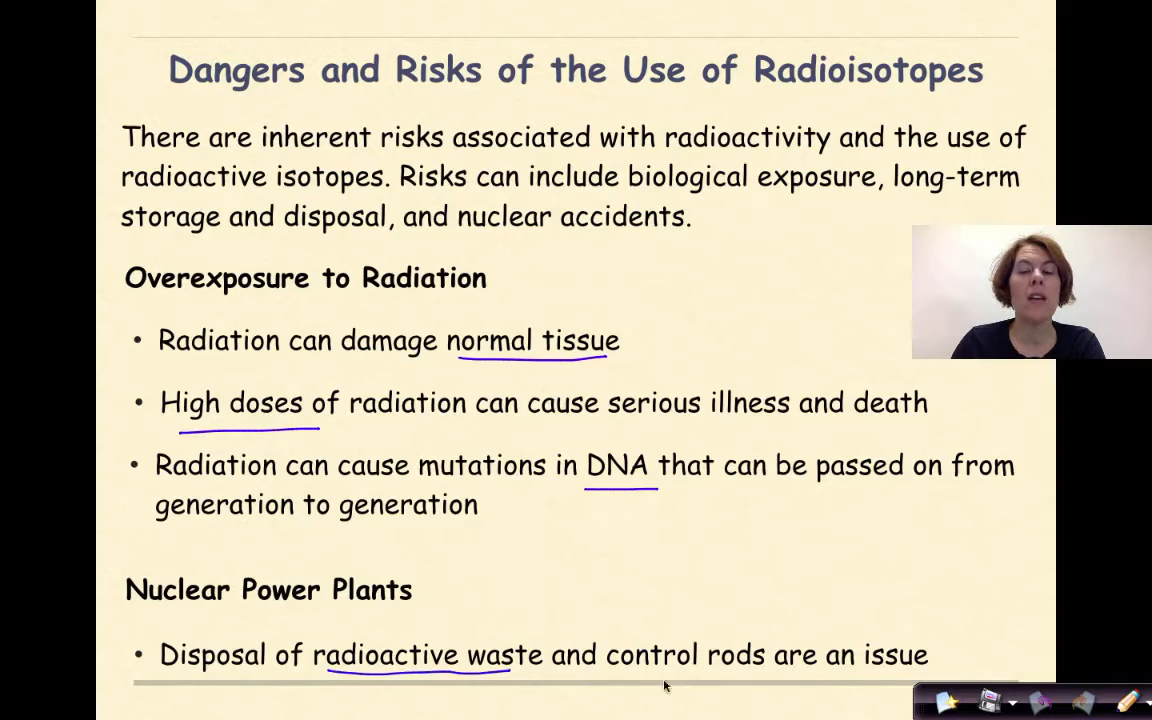 Dangers and Risks of the Use of Radioisotopes
There are inherent risks associated with radioactivity and the use of
radioactive isotopes. Risks can include biological exposure, long-term
storage and disposal, and nuclear accidents.
Overexposure to Radiation
• Radiation can damage normal tissue
• High doses of radiation can cause serious illness and death
• Radiation can cause mutations in DNA that can be passed on from
generation to generation
Nuclear Power Plants
• Disposal of radioactive waste and control rods are an issue